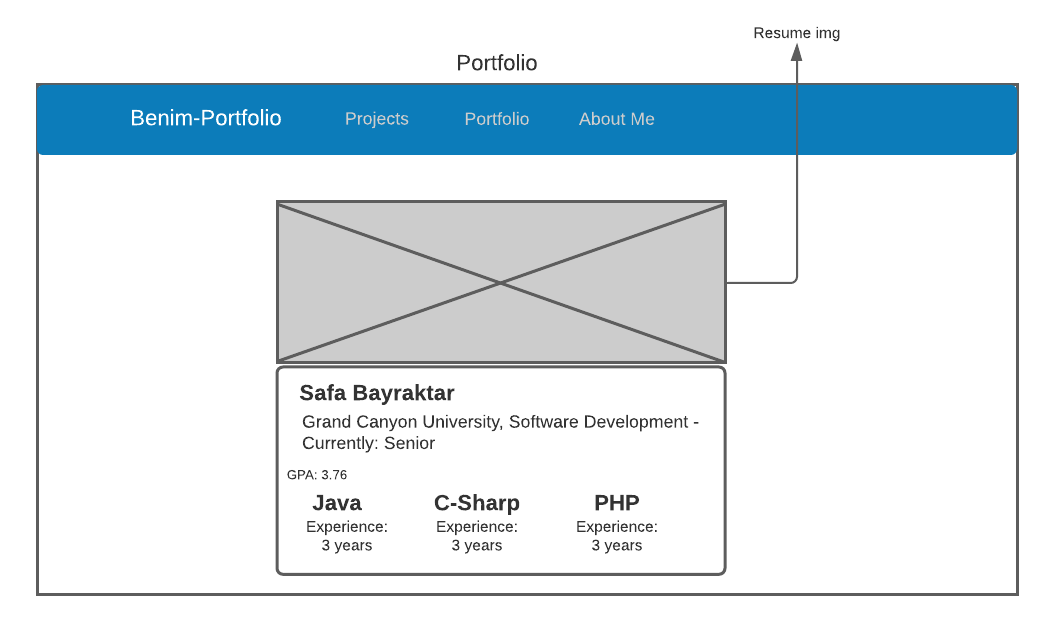 Resume img
Portfolio
Benim-Portfolio
Projects
Portfolio
About Me
Safa Bayraktar
Grand Canyon University, Software Development -
Currently: Senior
GPA: 3.76
Java
C-Sharp
PHP
Experience:
3 years
Experience:
3 years
Experience:
3 years